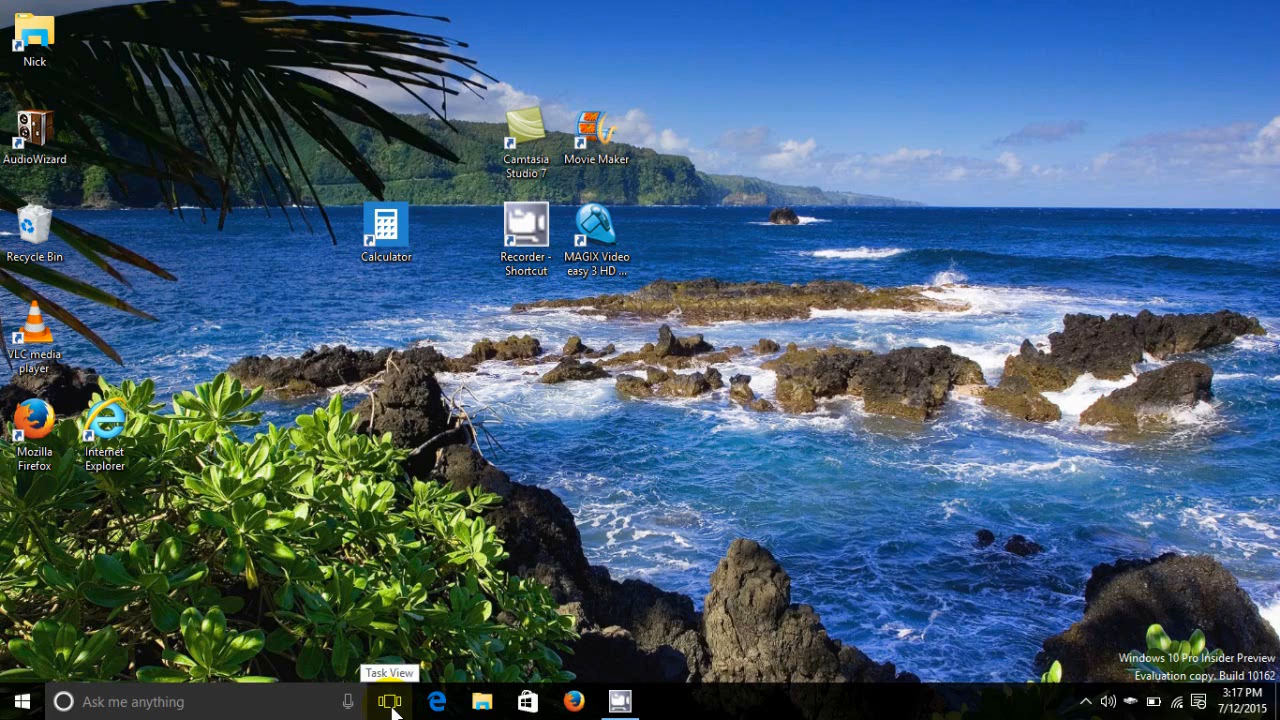 Nick
AudioWizard
Camtasia
Studio 7
Movie Maker
Recycle Bin
Calculator
Recorder -
Shortcut
MAGIX Video
easy 3 HD ...
VLC media
player
Mozilla
Firefox
Internet
Explorer
Task View
Windows 10 Pro Insider Preview
Evaluation copy. Build 10162
Ask me anything
3:17 PM
7/12/2015